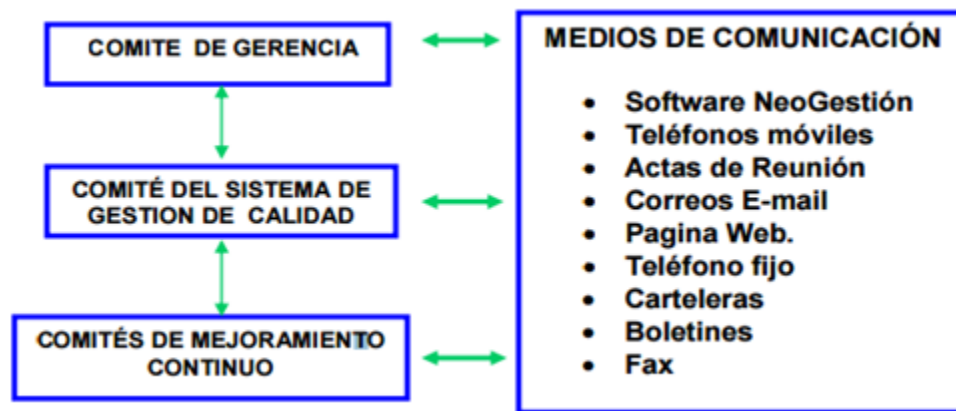 COMITE DE GERENCIA
COMITÉ DEL SISTEMA DE
GESTION DE CALIDAD
COMITÉS DE MEJORAMIENTO
CONTINUO
MEDIOS DE COMUNICACIÓN
• Software NeoGestión
• Teléfonos móviles
• Actas de Reunión
• Correos E-mail
• Pagina Web.
• Teléfono fijo
• Carteleras
• Boletines
• Fax